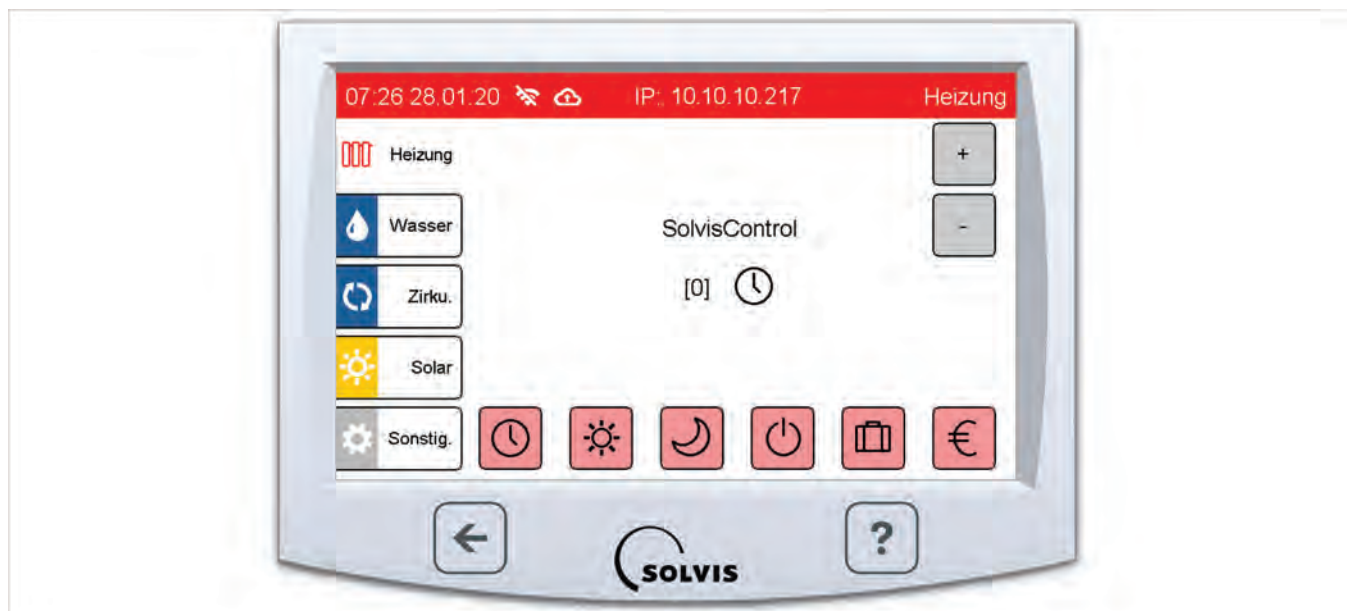 07:26 28.01.20 IP:, 10.10.10.217 Heizung
Heizung
+
Wasser
-
SolvisControl
Zirku.
[0]
Solar
Sonstig.
€
?
SOLVIS